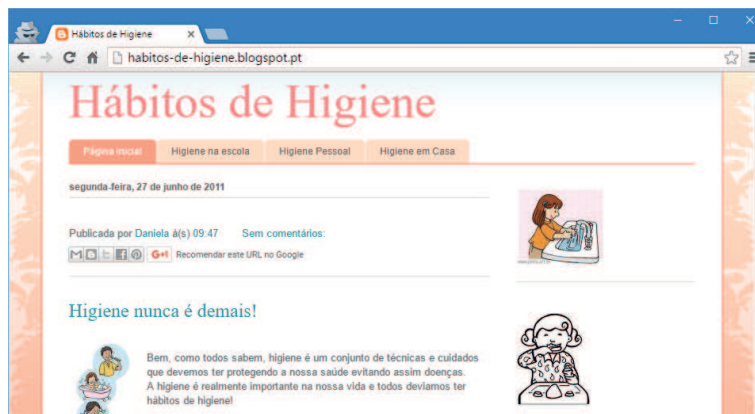 Hábitos de Higiene
habitos-de-higiene.blogspot.pt
Hábitos de Higiene
Página inicial Higiene na escola Higiene Pessoal Higiene em Casa
segunda-feira, 27 de junho de 2011
Publicada por Daniela à(s) 09:47 Sem comentários:
G+1 Recomendar este URL no Google
Higiene nunca é demais!
Bem, como todos sabem, higiene é um conjunto de técnicas e cuidados
que devemos ter protegendo a nossa saúde evitando assim doenças.
A higiene é realmente importante na nossa vida e todos deviamos ter
hábitos de higiene!